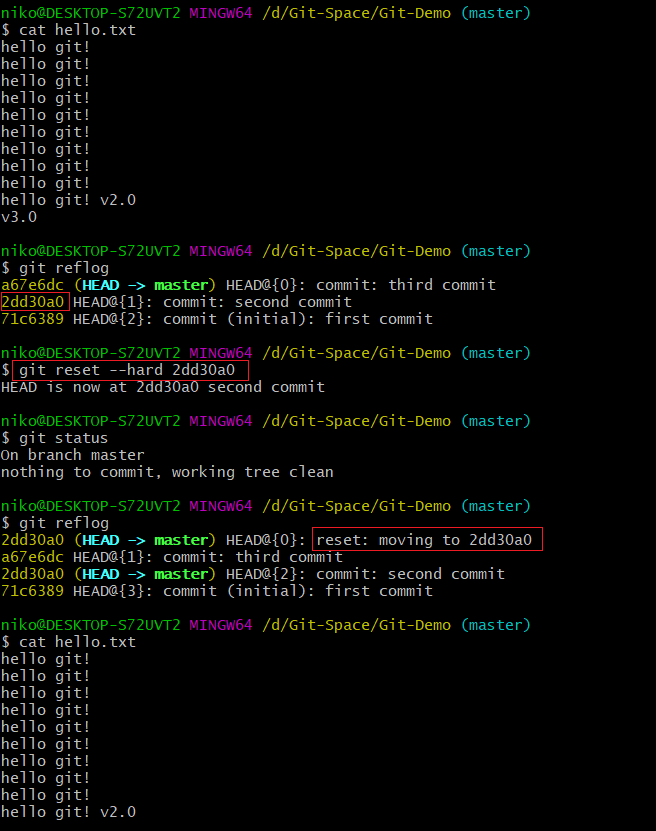 niko@DESKTOP-S72UVT2 MINGW64 /d/Git-Space/Git-Demo (master)
$ cat hello.txt
hello git!
hello git!
hello git!
hello git!
hello git!
hello git!
hello git!
hello git!
hello git!
hello git! v2.0
v3.0
niko@DESKTOP-S72UVT2 MINGW64 /d/Git-Space/Git-Demo (master)
$ git reflog
a67e6dc (HEAD -> master) HEAD@{0}: commit: third commit
2dd30a0 HEAD@{1}: commit: second commit
71c6389 HEAD@{2}: commit (initial): first commit
niko@DESKTOP-S72UVT2 MINGW64 /d/Git-Space/Git-Demo (master)
$ git reset --hard 2dd30a0
HEAD is now at 2dd30a0 second commit
niko@DESKTOP-S72UVT2 MINGW64 /d/Git-Space/Git-Demo (master)
$ git status
On branch master
nothing to commit, working tree clean
niko@DESKTOP-S72UVT2 MINGW64 /d/Git-Space/Git-Demo (master)
$ git reflog
2dd30a0 (HEAD -> master) HEAD@{0}: reset: moving to 2dd30a0
a67e6dc HEAD@{1}: commit: third commit
2dd30a0 (HEAD -> master) HEAD@{2}: commit: second commit
71c6389 HEAD@{3}: commit (initial): first commit
niko@DESKTOP-S72UVT2 MINGW64 /d/Git-Space/Git-Demo (master)
$ cat hello.txt
hello git!
hello git!
hello git!
hello git!
hello git!
hello git!
hello git!
hello git!
hello git!
hello git! v2.0